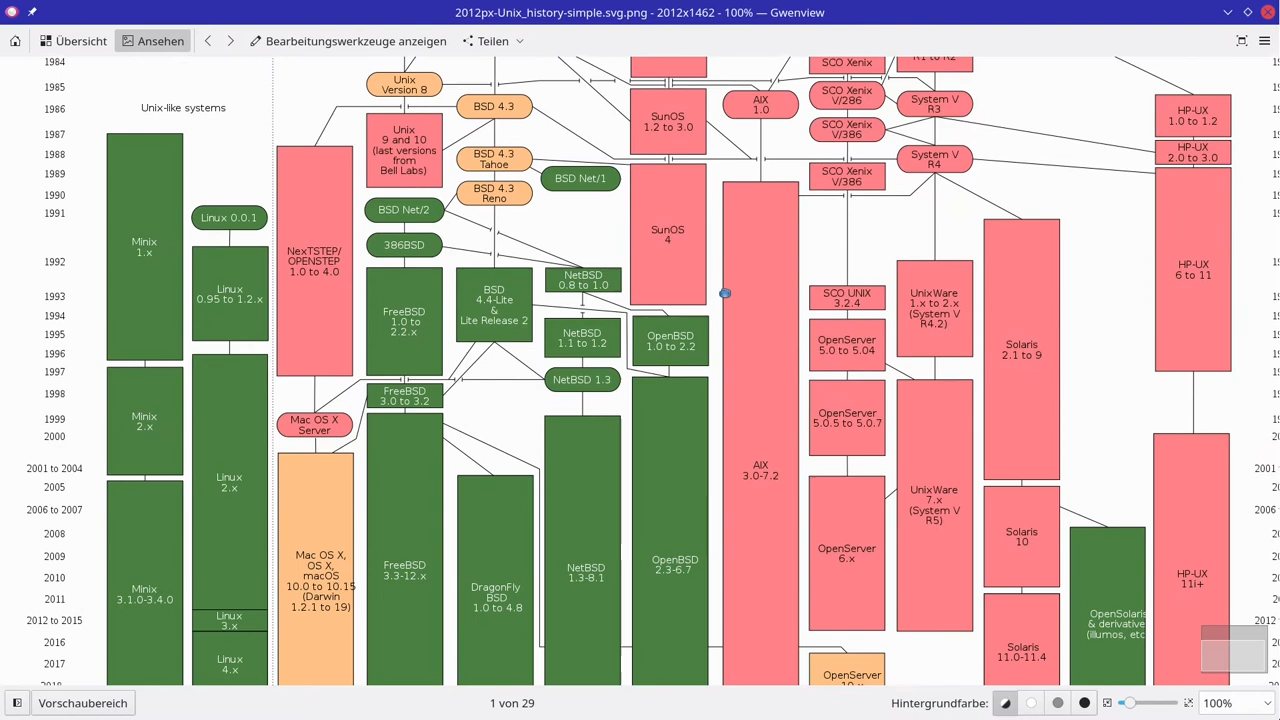 2012px-Unix_history-simple.svg.png - 2012x1462 - 100% — Gwenview
Übersicht
Ansehen
Bearbeitungswerkzeuge anzeigen
Teilen
1984
1985
1986
1987
1988
1989
1990
1991
1992
1993
1994
1995
1996
1997
1998
1999
2000
2001 to 2004
2005
2006 to 2007
2008
2009
2010
2011
2012 to 2015
2016
2017
Unix-like systems
Minix
1.x
Minix
2.x
Minix
3.1.0-3.4.0
Linux 0.0.1
Linux
0.95 to 1.2.x
Linux
2.x
Linux
3.x
Linux
4.x
NexTSTEP/
OPENSTEP
1.0 to 4.0
Mac OS X
Server
Mac OS X,
OS X,
macOS
10.0 to 10.15
(Darwin
1.2.1 to 19)
Unix
Version 8
Unix
9 and 10
(last versions
from
Bell Labs)
BSD Net/2
386BSD
FreeBSD
1.0 to
2.2.x
FreeBSD
3.0 to 3.2
FreeBSD
3.3-12.x
BSD 4.3
BSD 4.3
Tahoe
BSD 4.3
Reno
BSD
4.4-Lite
&
Lite Release 2
DragonFly
BSD
1.0 to 4.8
BSD Net/1
NetBSD
0.8 to 1.0
NetBSD
1.1 to 1.2
NetBSD 1.3
NetBSD
1.3-8.1
SunOS
1.2 to 3.0
SunOS
4
OpenBSD
1.0 to 2.2
OpenBSD
2.3-6.7
AIX
1.0
AIX
3.0-7.2
SCO Xenix
SCO Xenix
V/286
SCO Xenix
V/386
SCO Xenix
V/386
SCO UNIX
3.2.4
OpenServer
5.0 to 5.04
OpenServer
5.0.5 to 5.0.7
OpenServer
6.x
OpenServer
R1 to R2
System V
R3
System V
R4
UnixWare
1.x to 2.x
(System V
R4.2)
UnixWare
7.x
(System V
R5)
Solaris
2.1 to 9
Solaris
10
Solaris
11.0-11.4
OpenSolaris
& derivative
(illumos, etc
HP-UX
1.0 to 1.2
HP-UX
2.0 to 3.0
HP-UX
6 to 11
HP-UX
11i+
2001
2006
2012
Vorschaubereich
1 von 29
Hintergrundfarbe:
100%